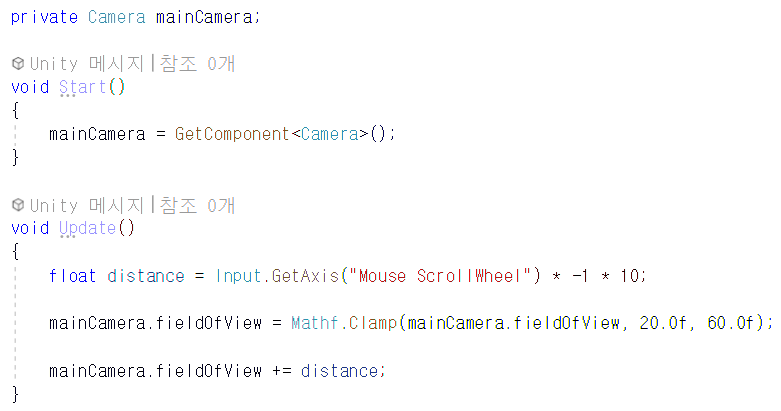 private Camera mainCamera;
Unity 메시지 | 참조 0개
void Start()
{
mainCamera = GetComponent<Camera>();
}
Unity 메시지 | 참조 0개
void Update()
{
float distance = Input.GetAxis("Mouse ScrollWheel") * -1 * 10;
mainCamera.fieldOfView = Mathf.Clamp(mainCamera.fieldOfView, 20.0f, 60.0f);
mainCamera.fieldOfView += distance;
}